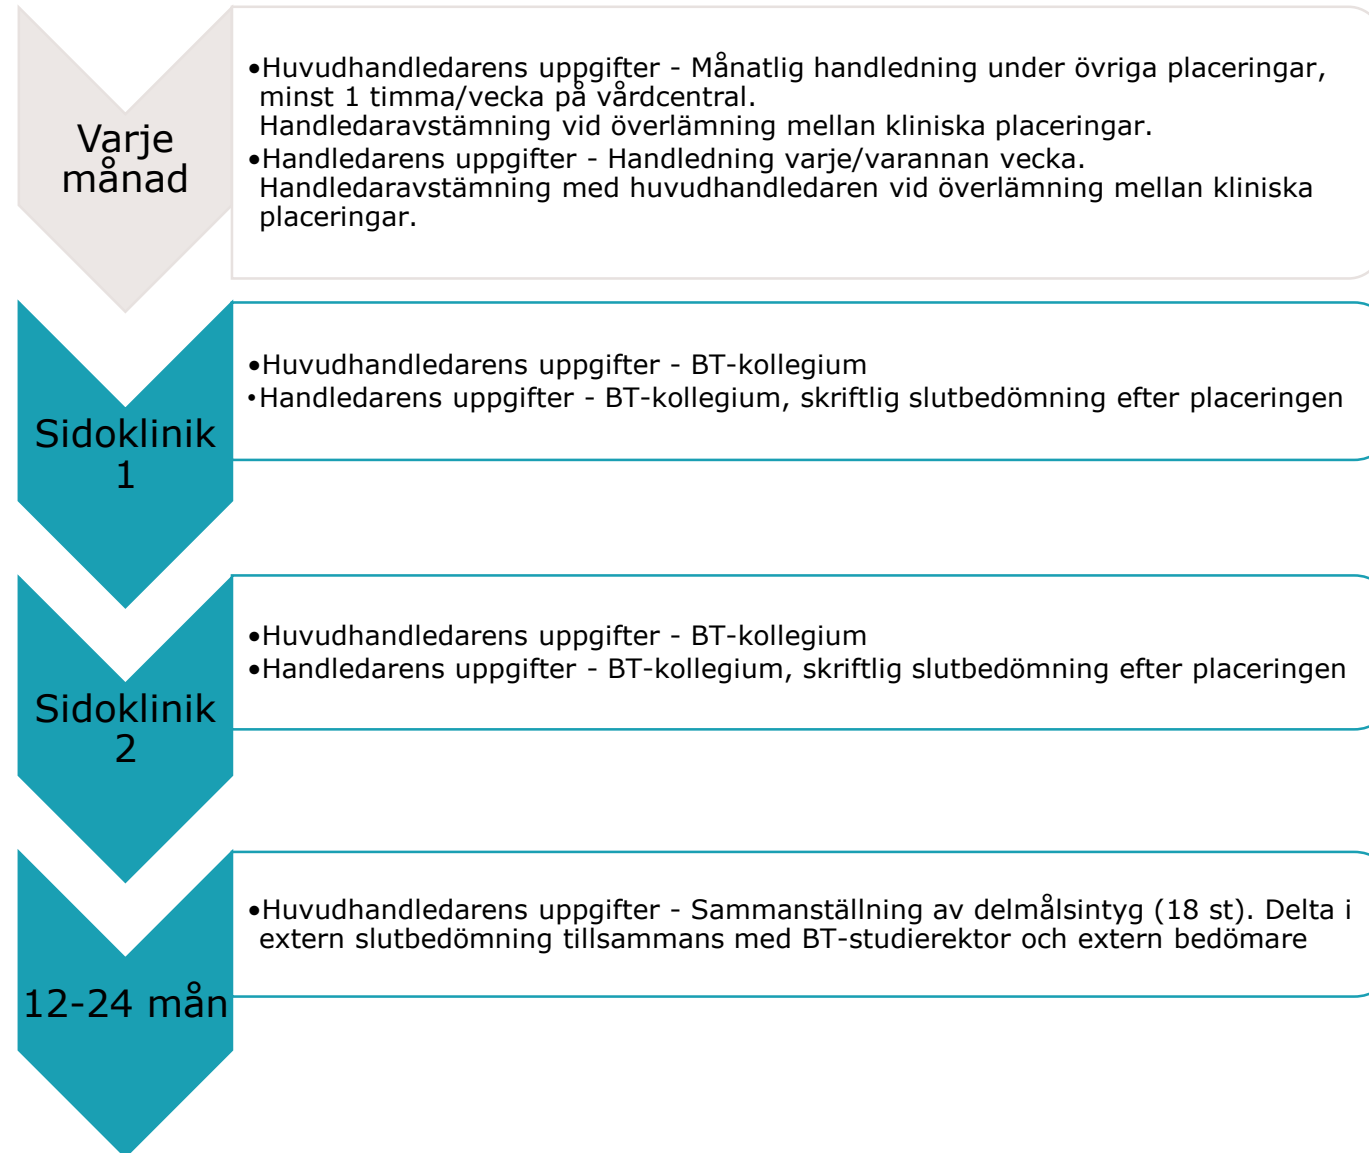 Varje
månad
•Huvudhandledarens uppgifter - Månatlig handledning under övriga placeringar,
minst 1 timma/vecka på vårdcentral.
Handledaravstämning vid överlämning mellan kliniska placeringar.
•Handledarens uppgifter - Handledning varje/varannan vecka.
Handledaravstämning med huvudhandledaren vid överlämning mellan kliniska
placeringar.
Sidoklinik
1
•Huvudhandledarens uppgifter - BT-kollegium
•Handledarens uppgifter - BT-kollegium, skriftlig slutbedömning efter placeringen
Sidoklinik
2
•Huvudhandledarens uppgifter - BT-kollegium
•Handledarens uppgifter - BT-kollegium, skriftlig slutbedömning efter placeringen
12-24 mån
•Huvudhandledarens uppgifter - Sammanställning av delmålsintyg (18 st). Delta i
extern slutbedömning tillsammans med BT-studierektor och extern bedömare